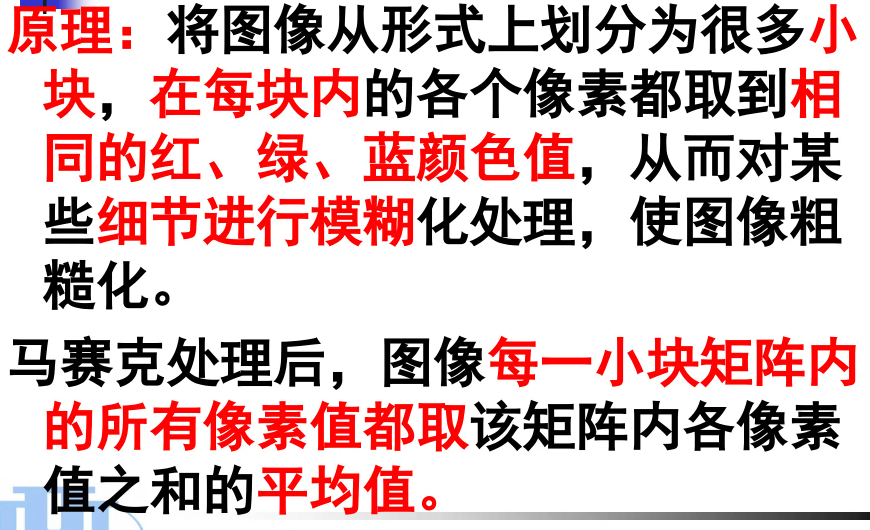 原理：将图像从形式上划分为很多小
块，在每块内的各个像素都取到相
同的红、绿、蓝颜色值，从而对某
些细节进行模糊化处理，使图像粗
糙化。
马赛克处理后，图像每一小块矩阵内
的所有像素值都取该矩阵内各像素
值之和的平均值。